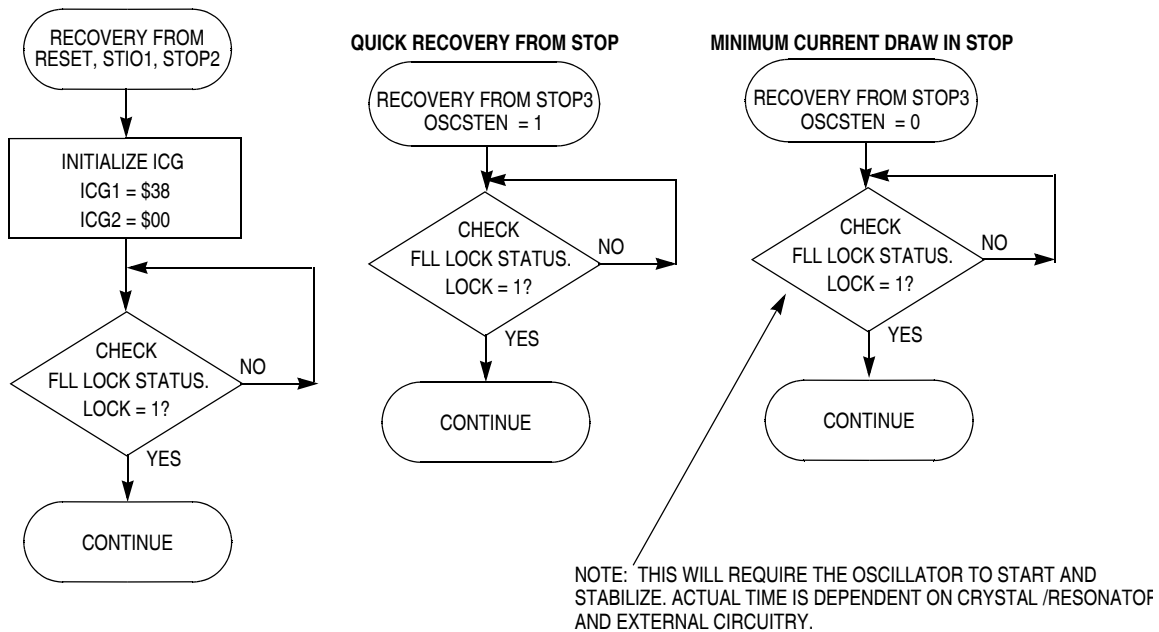 RECOVERY FROM
RESET, STIO1, STOP2
INITIALIZE ICG
ICG1 = $38
ICG2 = $00
CHECK
FLL LOCK STATUS.
LOCK = 1?
NO
YES
CONTINUE
QUICK RECOVERY FROM STOP
RECOVERY FROM STOP3
OSCSTEN = 1
CHECK
FLL LOCK STATUS.
LOCK = 1?
NO
YES
CONTINUE
MINIMUM CURRENT DRAW IN STOP
RECOVERY FROM STOP3
OSCSTEN = 0
CHECK
FLL LOCK STATUS.
LOCK = 1?
NO
YES
CONTINUE
NOTE: THIS WILL REQUIRE THE OSCILLATOR TO START AND
STABILIZE. ACTUAL TIME IS DEPENDENT ON CRYSTAL /RESONATOR
AND EXTERNAL CIRCUITRY.